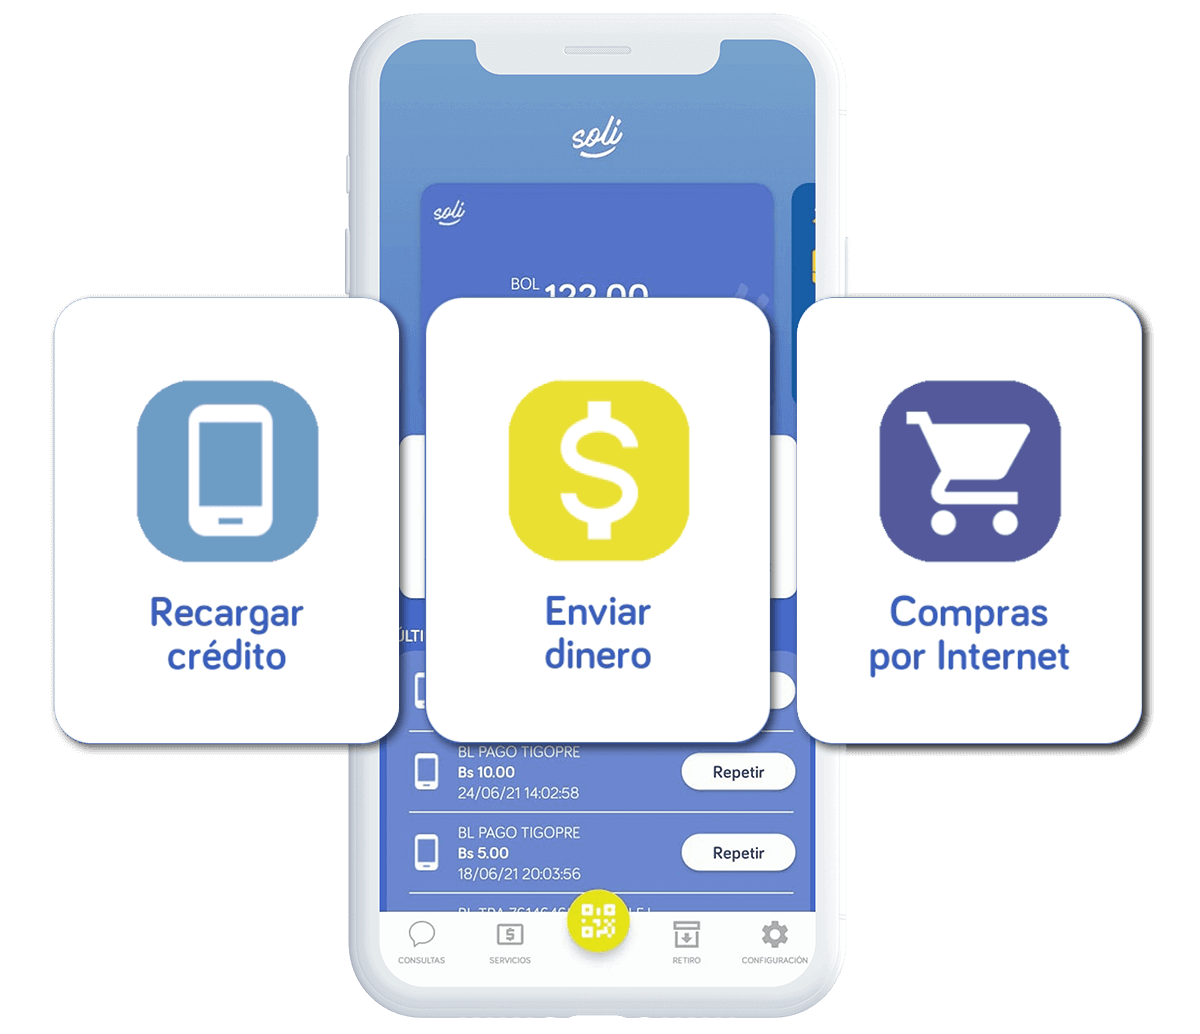 soli
soli
BOL 122.00
Recargar
crédito
Enviar
dinero
Compras
por Internet
BL PAGO TIGOPRE
Bs 10.00
24/06/21 14:02:58
Repetir
BL PAGO TIGOPRE
Bs 5.00
18/06/21 20:03:56
Repetir
CONSULTAS
SERVICIOS
RETIRO
CONFIGURACIÓN